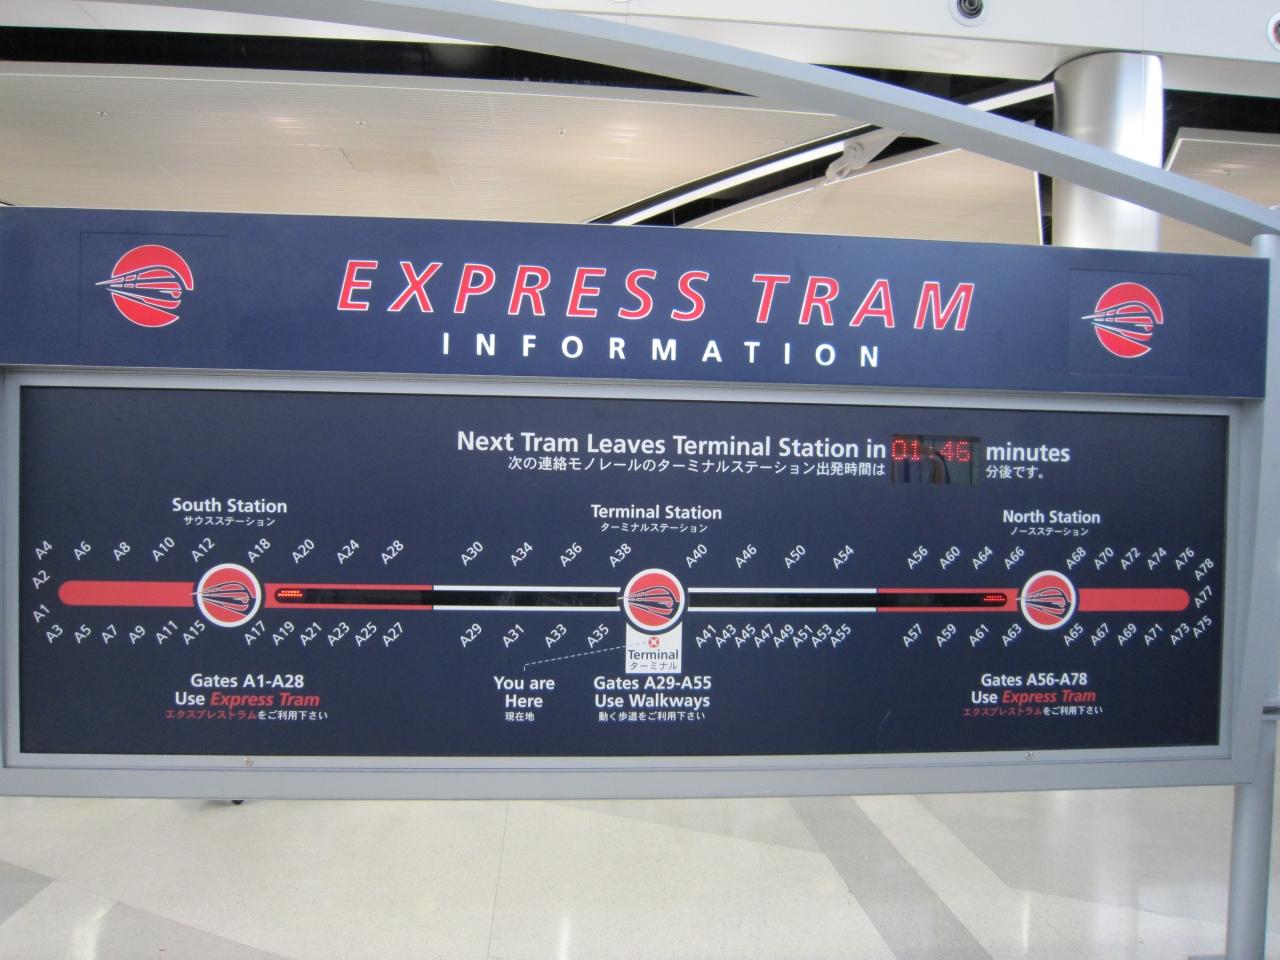 EXPRESS TRAM
INFORMATION
Next Tram Leaves Terminal Station in 01:46 minutes
次の連絡モノレールのターミナルステーション出発時間は 分後です。
South Station
サウスステーション
Terminal Station
ターミナルステーション
North Station
ノースステーション
A4 A6 A8 A10 A12 A18 A20 A24 A28 A30 A34 A36 A38 A40 A46 A50 A54 A56 A60 A64 A66 A68 A70 A72 A74 A76 A78
A2 A77
A1
A3 A5 A7 A9 A11 A15 A17 A19 A21 A23 A25 A27 A29 A31 A33 A35 A41 A43 A45 A47 A49 A51 A53 A55 A57 A59 A61 A63 A65 A67 A69 A71 A73 A75
Terminal
ターミナル
Gates A1-A28
Use Express Tram
エクスプレストラムをご利用下さい
You are
Here
現在地
Gates A29-A55
Use Walkways
動く歩道をご利用下さい
Gates A56-A78
Use Express Tram
エクスプレストラムをご利用下さい